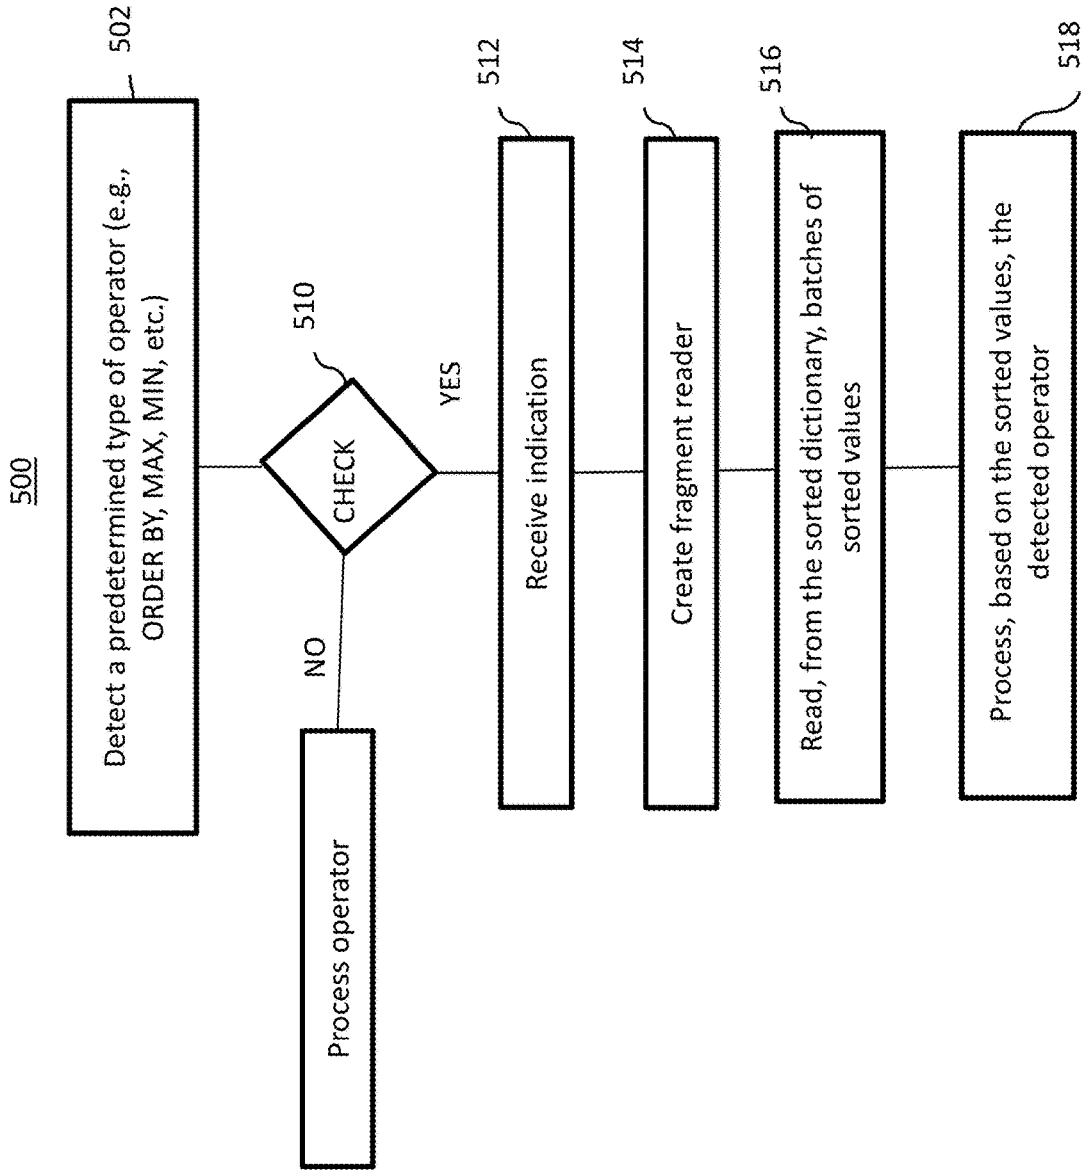 500
Detect a predetermined type of operator (e.g.,
ORDER BY, MAX, MIN, etc.)
502
CHECK
510
NO
YES
Process operator
Receive indication
512
Create fragment reader
514
Read, from the sorted dictionary, batches of
sorted values
516
Process, based on the sorted values, the
detected operator
518